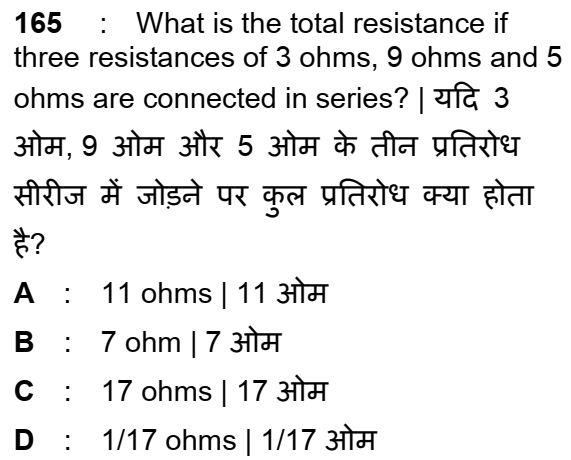 165 : What is the total resistance if
three resistances of 3 ohms, 9 ohms and 5
ohms are connected in series? | यदि 3
ओम, 9 ओम और 5 ओम के तीन प्रतिरोध
सीरीज में जोड़ने पर कुल प्रतिरोध क्या होता
है?
A : 11 ohms | 11 ओम
B : 7 ohm | 7 ओम
C : 17 ohms | 17 ओम
D : 1/17 ohms | 1/17 ओम